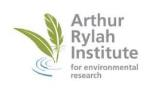 Arthur
Rylah
Institute
for environmental
research